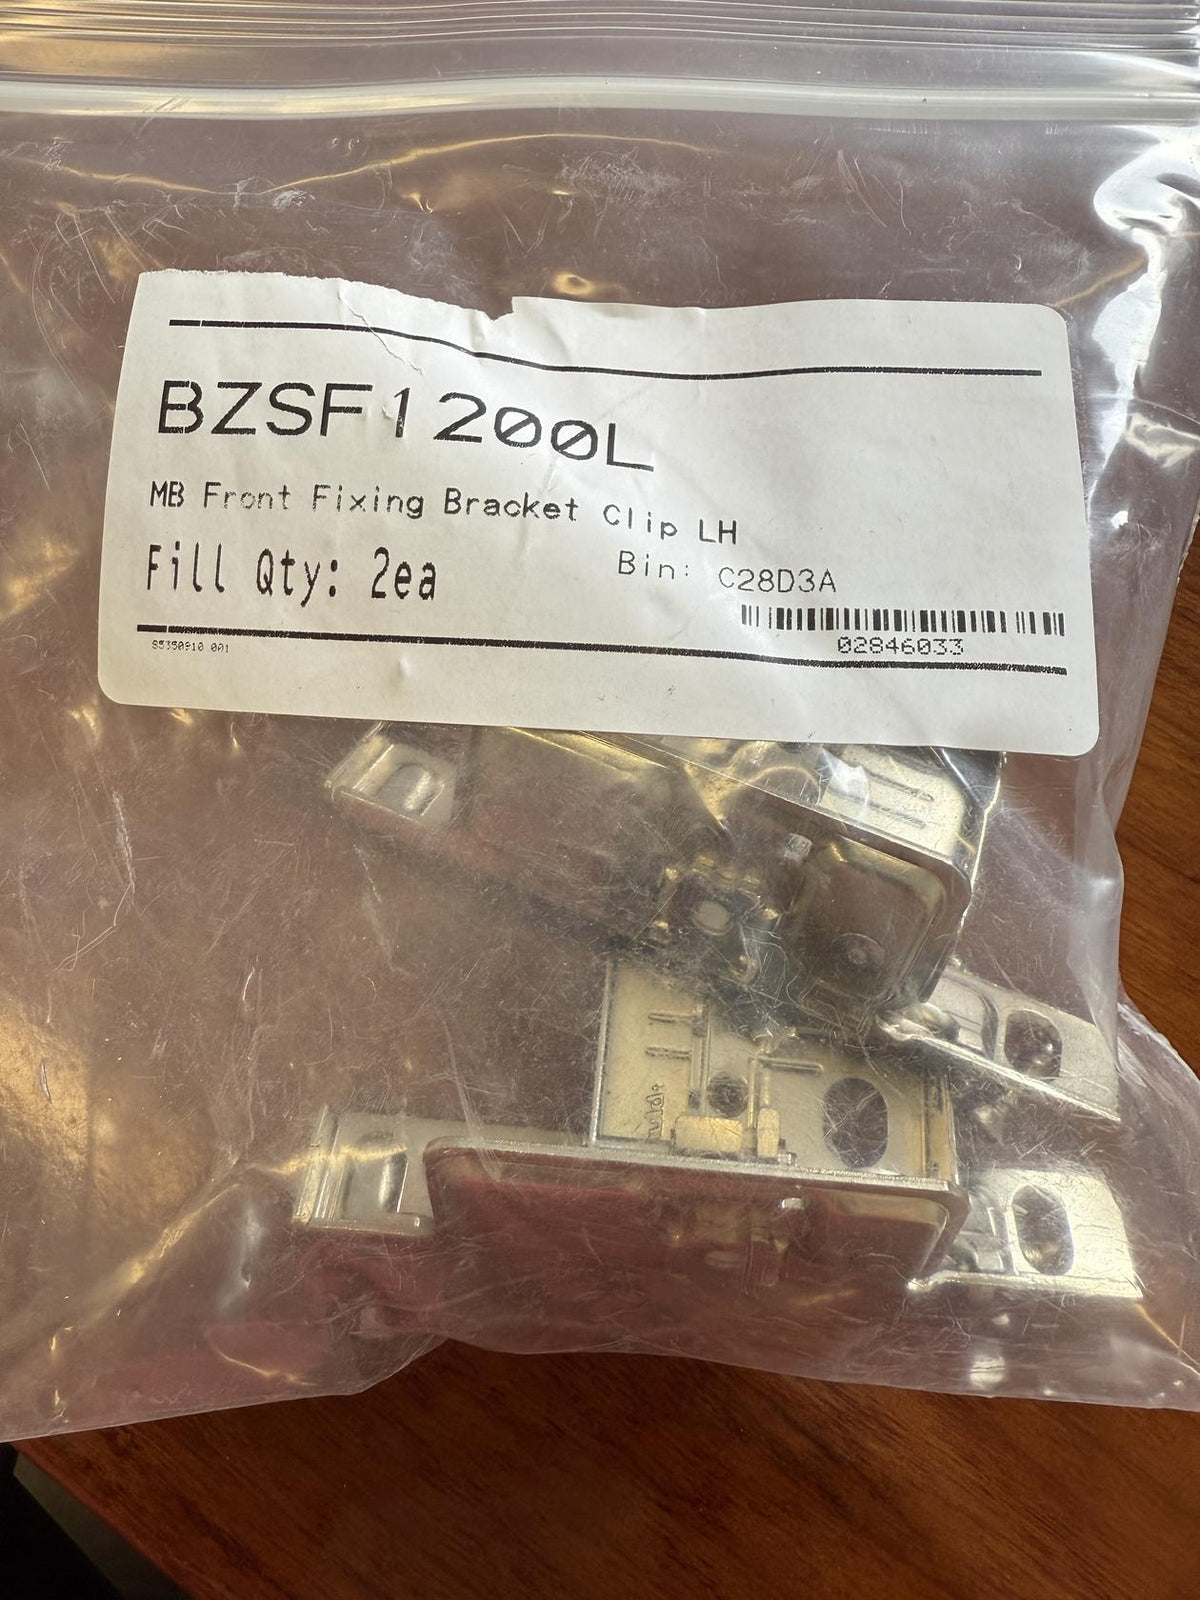 BZSF1200L
MB Front Fixing Bracket Clip LH
Fill Qty: 2ea
Bin: C28D3A
02846033